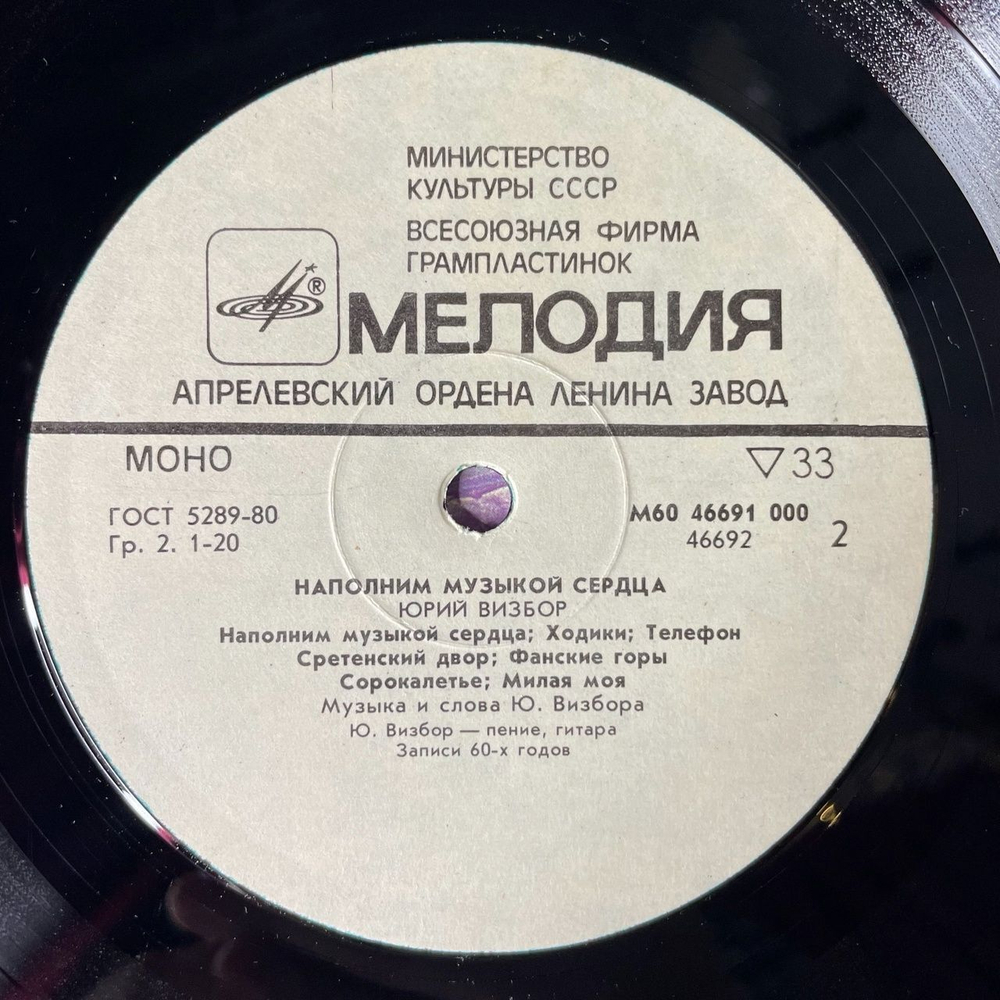 МИНИСТЕРСТВО
КУЛЬТУРЫ СССР
ВСЕСОЮЗНАЯ ФИРМА
ГРАМПЛАСТИНОК
®
МЕЛОДИЯ
АПРЕЛЕВСКИЙ ОРДЕНА ЛЕНИНА ЗАВОД
МОНО ▽33
ГОСТ 5289-80 М60 46691 000
Гр. 2. 1-20 46692 2
НАПОЛНИМ МУЗЫКОЙ СЕРДЦА
ЮРИЙ ВИЗБОР
Наполним музыкой сердца; Ходики; Телефон
Сретенский двор; Фанские горы
Сорокалетье; Милая моя
Музыка и слова Ю. Визбора
Ю. Визбор — пение, гитара
Записи 60-х годов